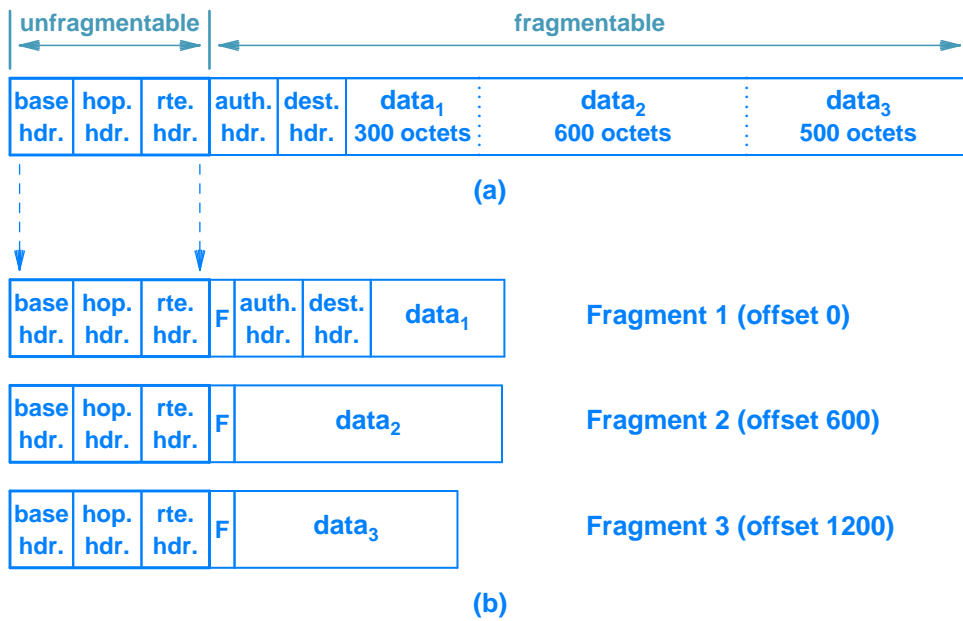 unfragmentable fragmentable
base hop. rte. auth. dest. data₁ data₂ data₃
hdr. hdr. hdr. hdr. hdr. 300 octets 600 octets 500 octets
(a)
base hop. rte. F auth. dest. data₁ Fragment 1 (offset 0)
hdr. hdr. hdr. hdr. hdr.
base hop. rte. F data₂ Fragment 2 (offset 600)
hdr. hdr. hdr.
base hop. rte. F data₃ Fragment 3 (offset 1200)
hdr. hdr. hdr.
(b)